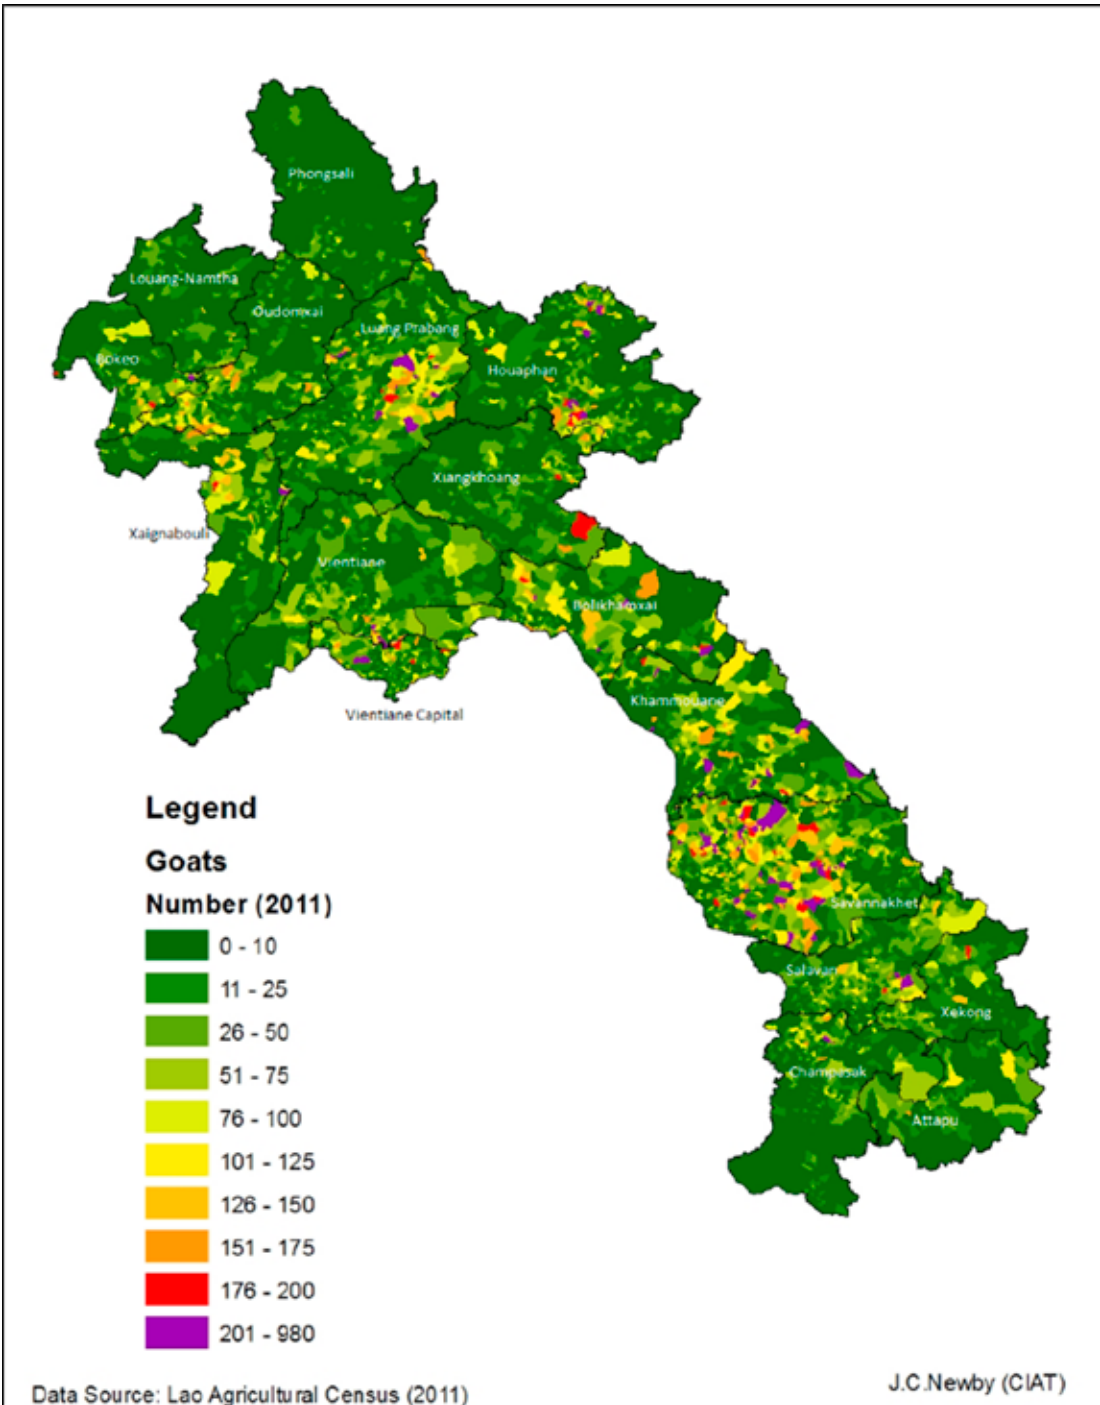 Phongsali
Louang-Namtha
Oudomxai
Luang Prabang
Bokeo
Houaphan
Xiangkhoang
Xaignabouli
Vientiane
Bolikhamxai
Khammouane
Vientiane Capital
Savannakhet
Salavan
Xekong
Champasak
Attapu
Legend
Goats
Number (2011)
0 - 10
11 - 25
26 - 50
51 - 75
76 - 100
101 - 125
126 - 150
151 - 175
176 - 200
201 - 980
Data Source: Lao Agricultural Census (2011)
J.C.Newby (CIAT)